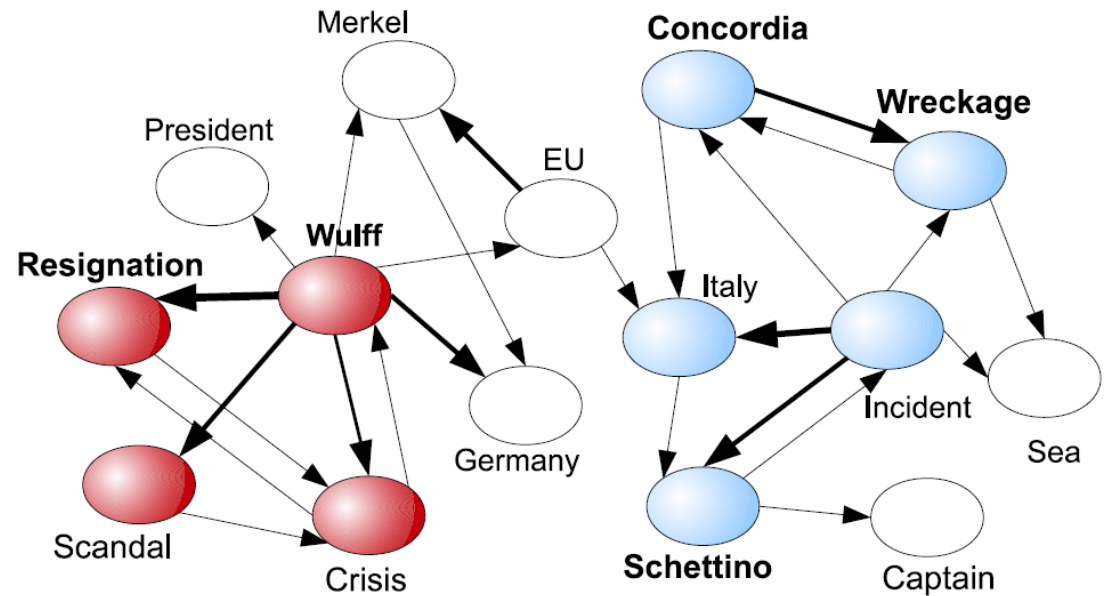 Merkel
Concordia
Wreckage
President
EU
Wulff
Resignation
Italy
Incident
Germany
Sea
Scandal
Crisis
Schettino
Captain